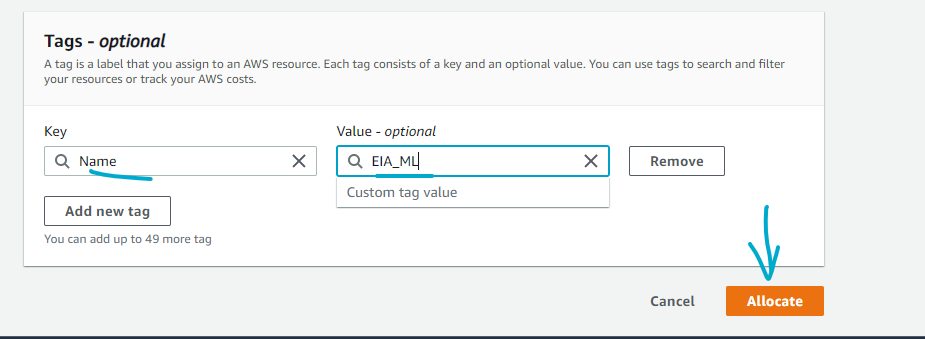 Tags - optional
A tag is a label that you assign to an AWS resource. Each tag consists of a key and an optional value. You can use tags to search and filter
your resources or track your AWS costs.
Key
Value - optional
Name
EIA_ML
Remove
Custom tag value
Add new tag
You can add up to 49 more tag
Cancel
Allocate